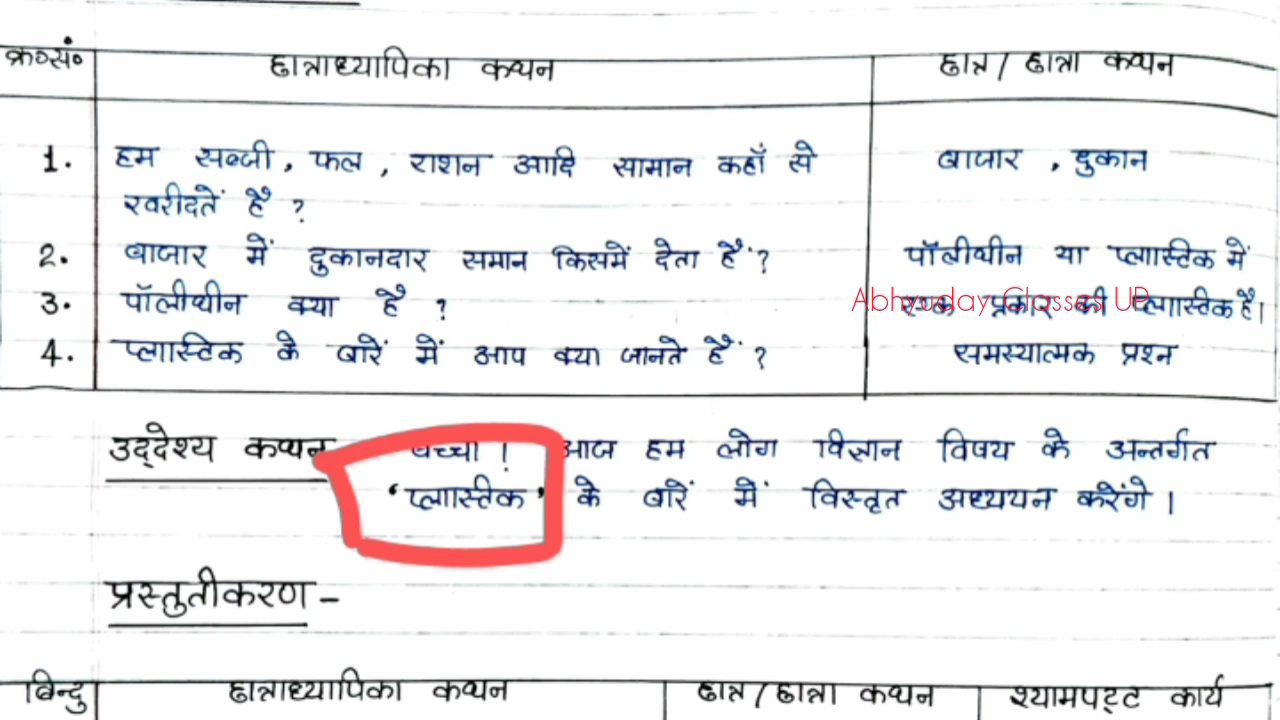 क्र०सं० छात्राध्यापिका कथन छात्र / छात्रा कथन
1. हम सब्जी , फल , राशन आदि सामान कहाँ से बाजार , दुकान
खरीदतें है ?
2. बाजार में दुकानदार समान किसमें देता हैं ? पॉलीथीन या प्लास्टिक में
3. पॉलीथीन क्या है ? एक प्रकार की प्लास्टिक है।
Abhyuday Classes UP
4. प्लास्टिक के बारें में आप क्या जानते हैं ? समस्यात्मक प्रश्न
उद्देश्य कथन बच्चों ! आज हम लोग विज्ञान विषय के अन्तर्गत
'प्लास्टिक' के बारें में विस्तृत अध्ययन करेंगे ।
प्रस्तुतीकरण -
बिन्दु छात्राध्यापिका कथन छात्र / छात्रा कथन श्यामपट्ट कार्य